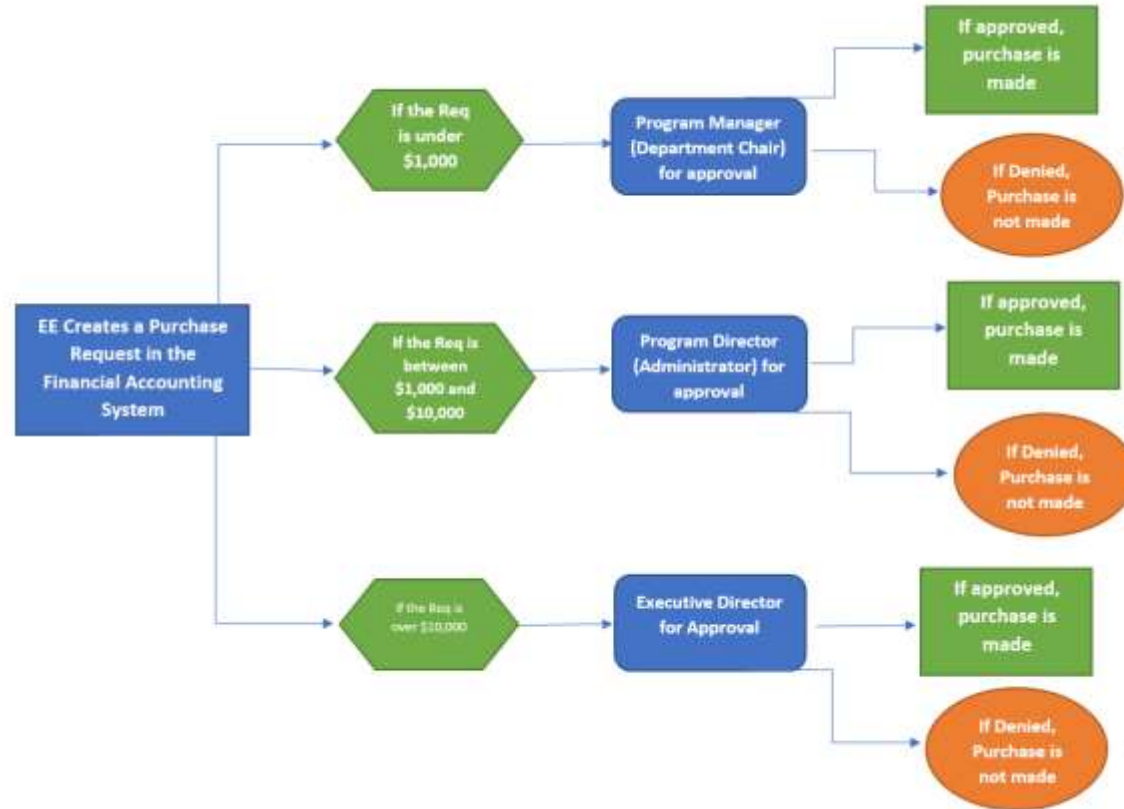 EE Creates a Purchase
Request in the
Financial Accounting
System
If the Req
is under
$1,000
Program Manager
(Department Chair)
for approval
If approved,
purchase is
made
If Denied,
Purchase is
not made
If the Req is
between
$1,000 and
$10,000
Program Director
(Administrator) for
approval
If approved,
purchase is
made
If Denied,
Purchase is
not made
If the Req is
over $10,000
Executive Director
for Approval
If approved,
purchase is
made
If Denied,
Purchase is
not made